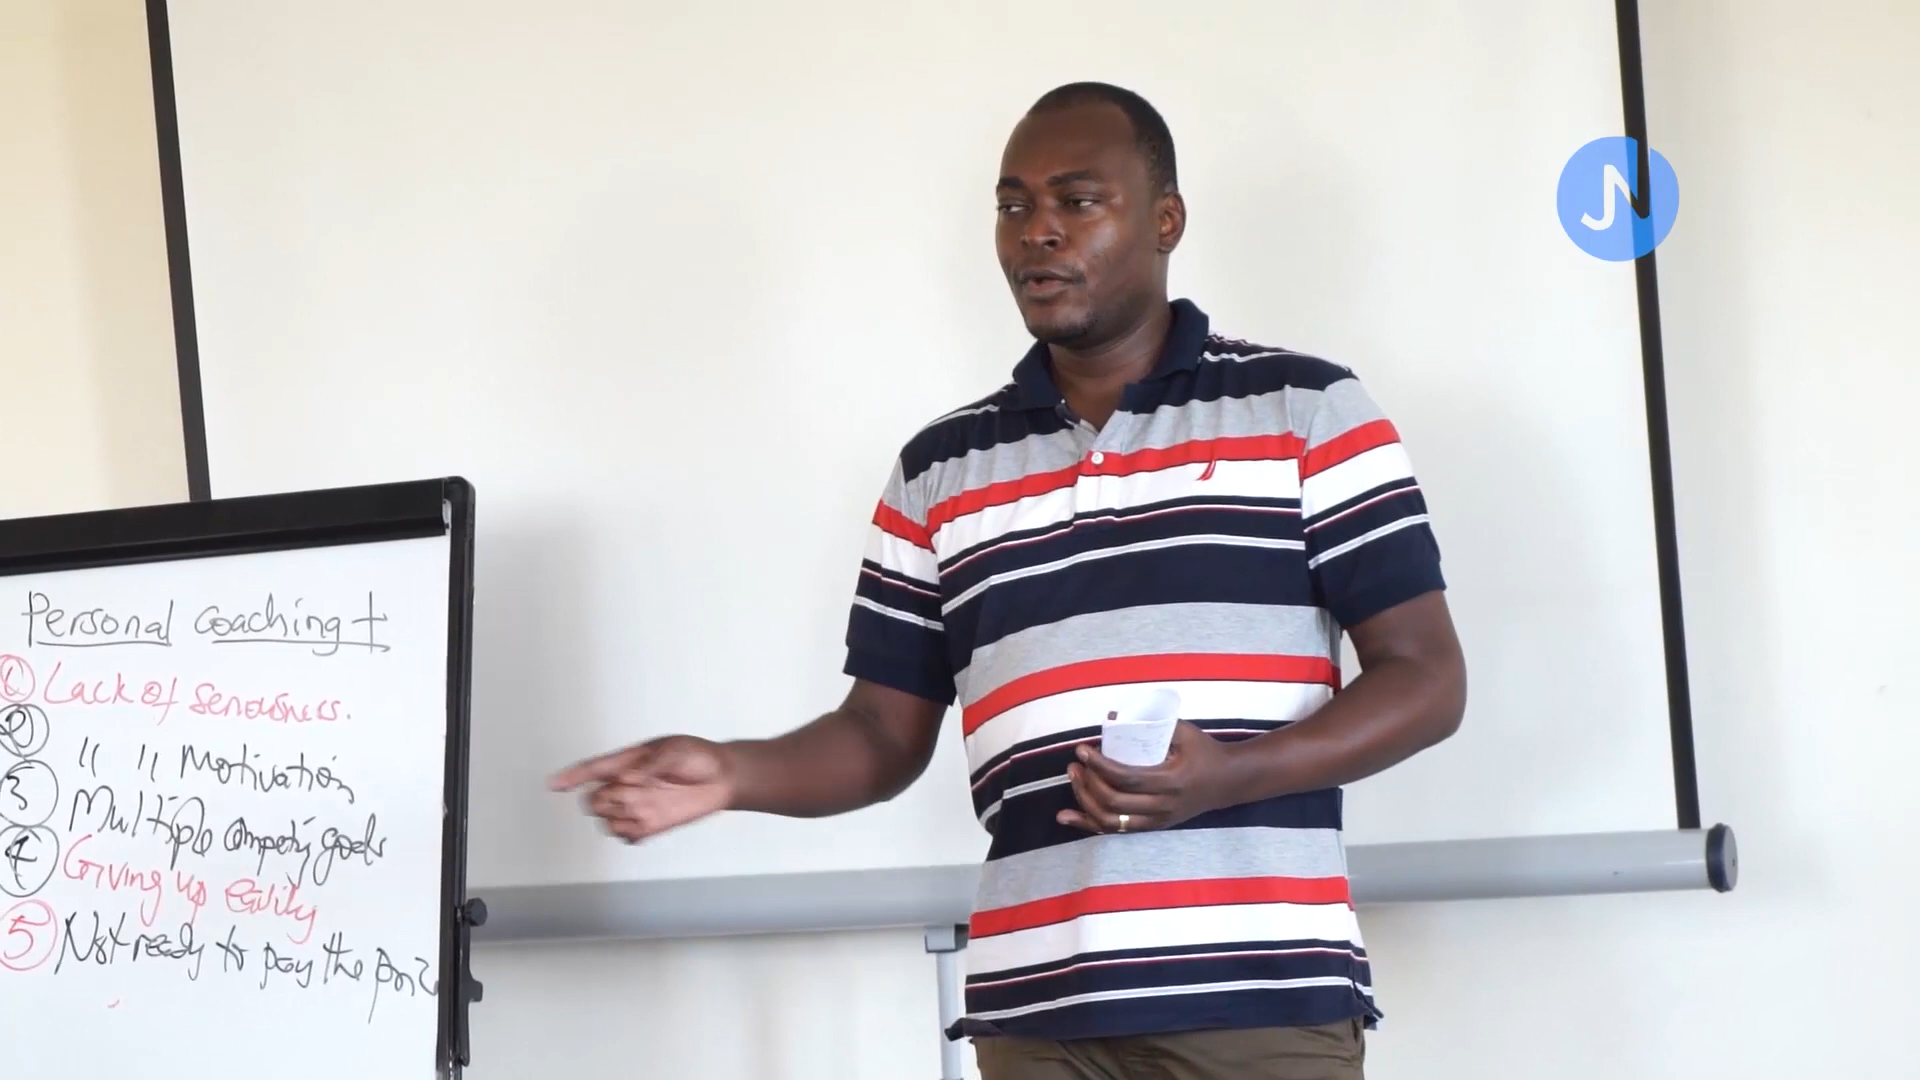 Personal coaching +
1 Lack of seriousness.
2 " " Motivation
3 Multiple competing goals
4 Giving up easily
5 Not ready to pay the price
JN